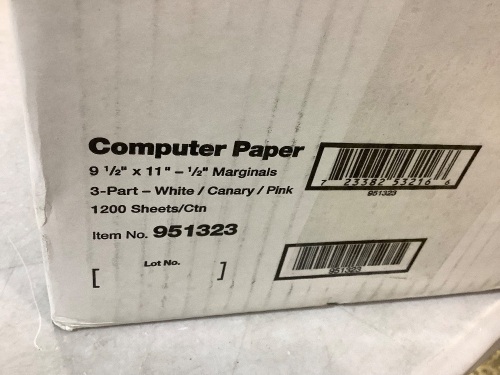 Computer Paper
9 1/2" x 11" – 1/2" Marginals
3-Part – White / Canary / Pink
1200 Sheets/Ctn
Item No. 951323
Lot No.
[ ]
7 23382 53216 6
951323
951323